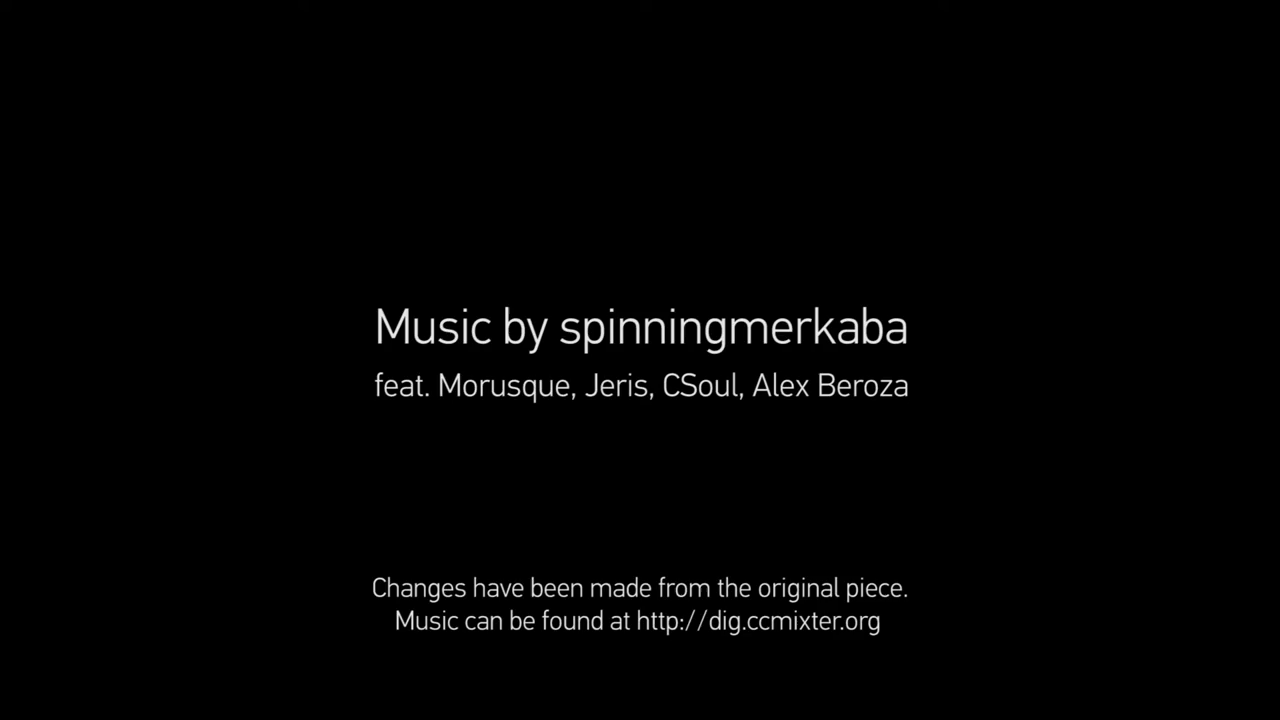 Music by spinningmerkaba
feat. Morusque, Jeris, CSoul, Alex Beroza
Changes have been made from the original piece.
Music can be found at http://dig.ccmixter.org